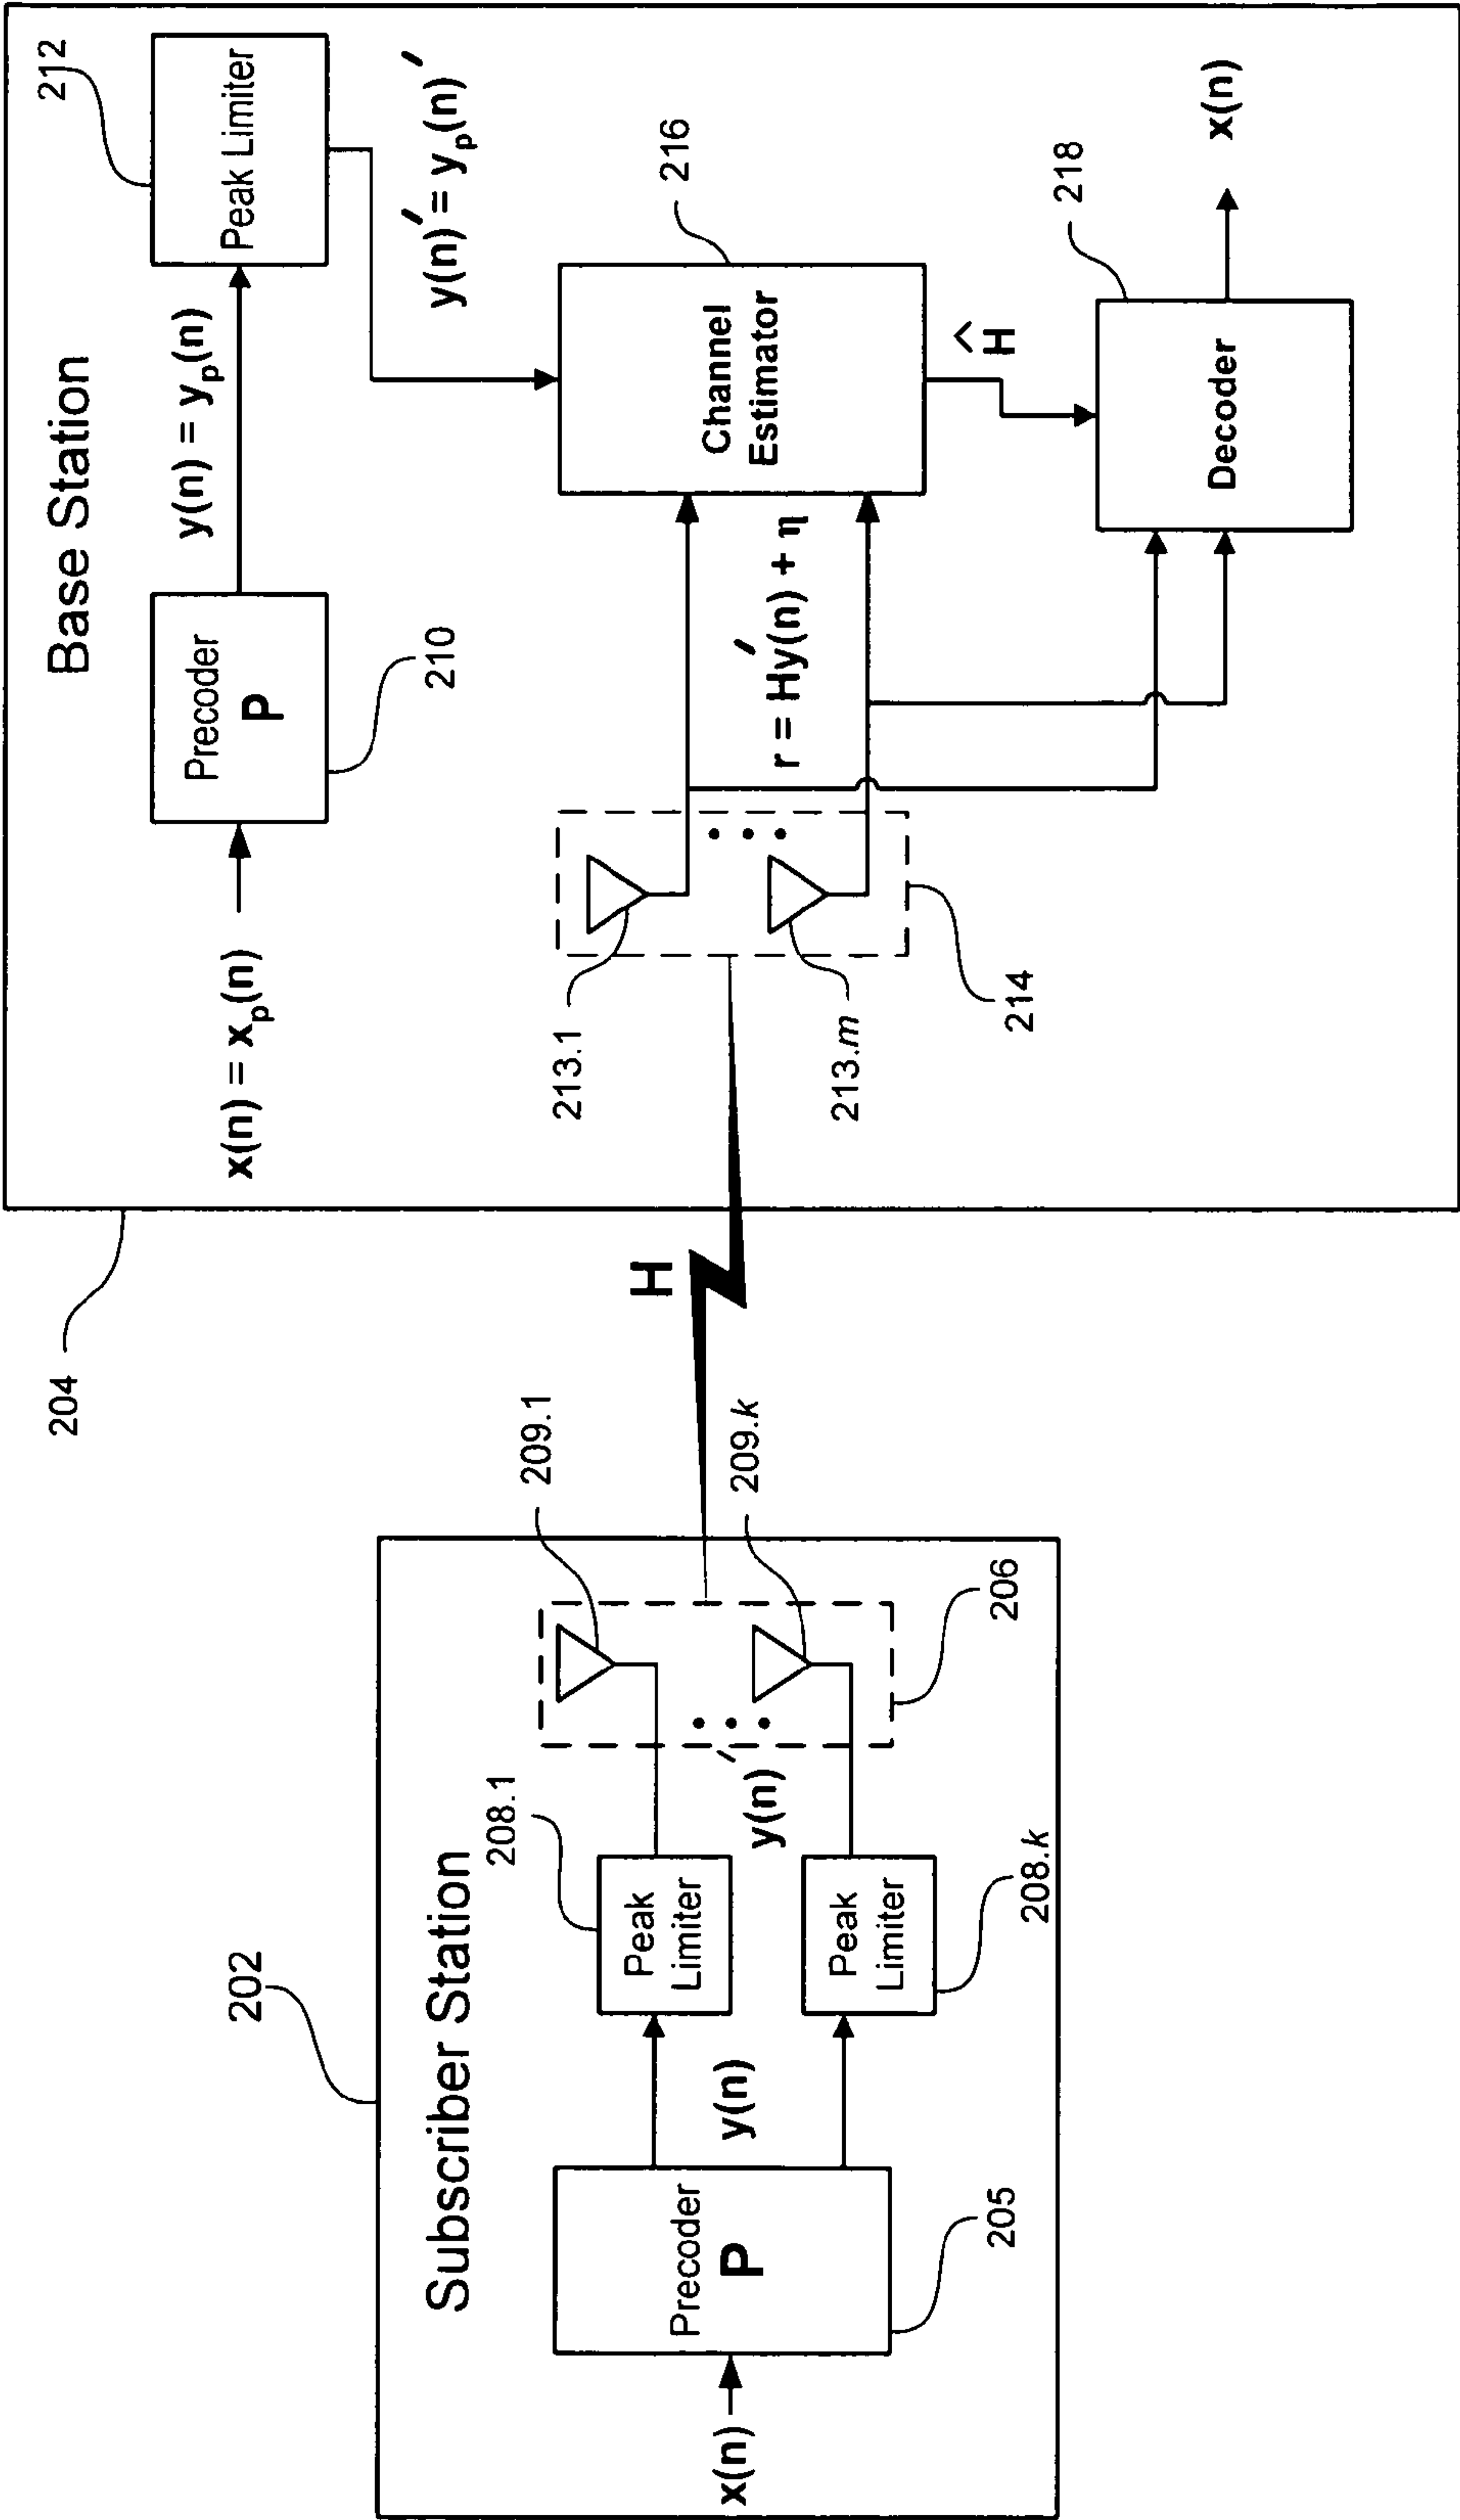 Base Station
212
Peak Limiter
y(n) = yₚ(n)
Precoder
P
210
x(n) = xₚ(n)
y(n)′ = yₚ(n)′
216
Channel
Estimator
r = Hy(n)′ + η
Ĥ
218
Decoder
x(n)
213.1
213.m
214
204
H
202
Subscriber Station
209.1
209.k
206
208.1
Peak
Limiter
y(n)′
Peak
Limiter
208.k
y(n)
Precoder
P
205
x(n)